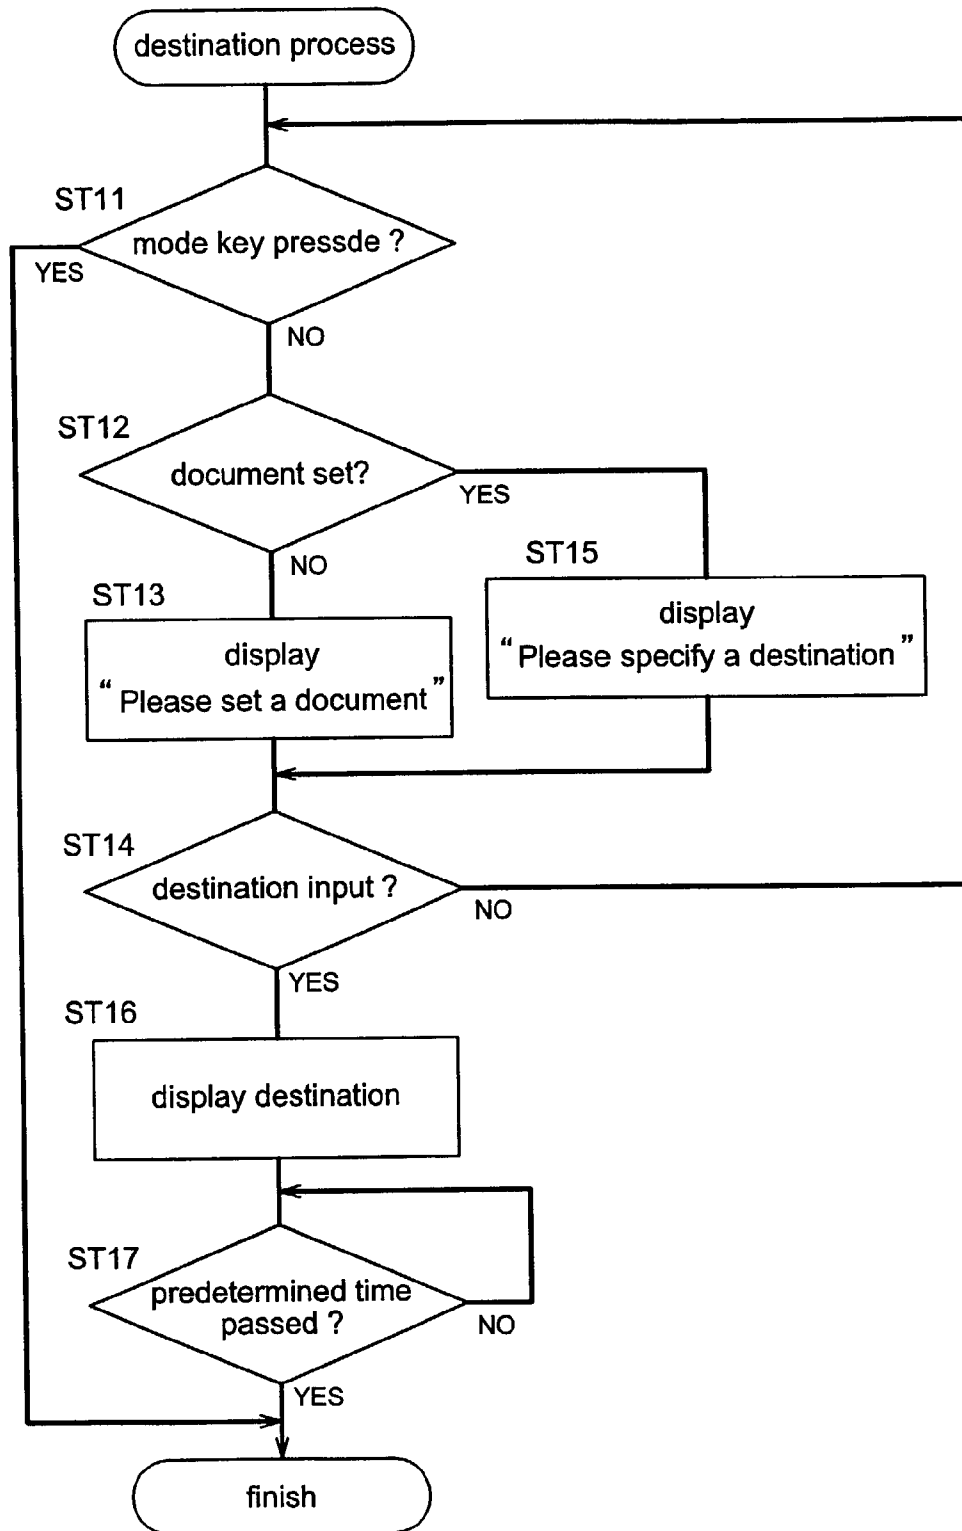 destination process
ST11
mode key pressde ?
YES
NO
ST12
document set?
YES
NO
ST15
display
“ Please specify a destination ”
ST13
display
“ Please set a document ”
ST14
destination input ?
NO
YES
ST16
display destination
ST17
predetermined time
passed ?
NO
YES
finish